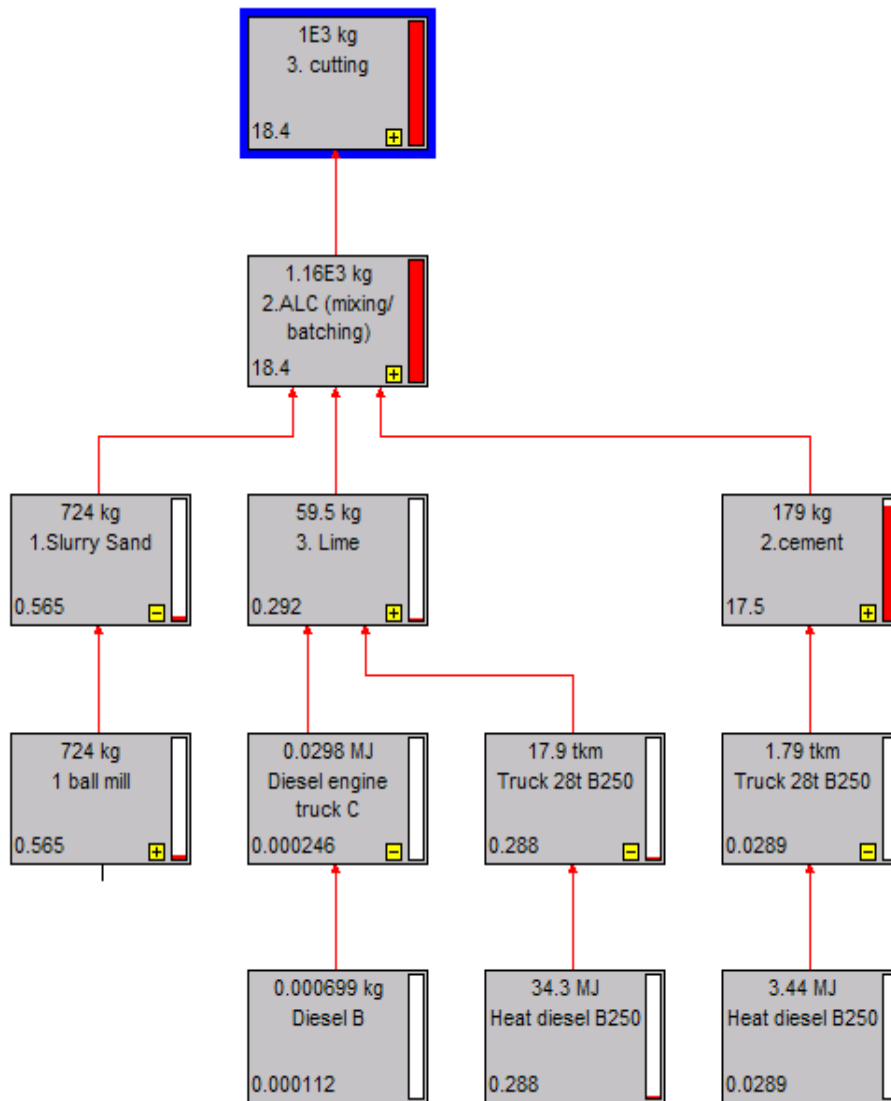 1E3 kg
3. cutting
18.4
1.16E3 kg
2.ALC (mixing/
batching)
18.4
724 kg
1.Slurry Sand
0.565
59.5 kg
3. Lime
0.292
179 kg
2.cement
17.5
724 kg
1 ball mill
0.565
0.0298 MJ
Diesel engine
truck C
0.000246
17.9 tkm
Truck 28t B250
0.288
1.79 tkm
Truck 28t B250
0.0289
0.000699 kg
Diesel B
0.000112
34.3 MJ
Heat diesel B250
0.288
3.44 MJ
Heat diesel B250
0.0289